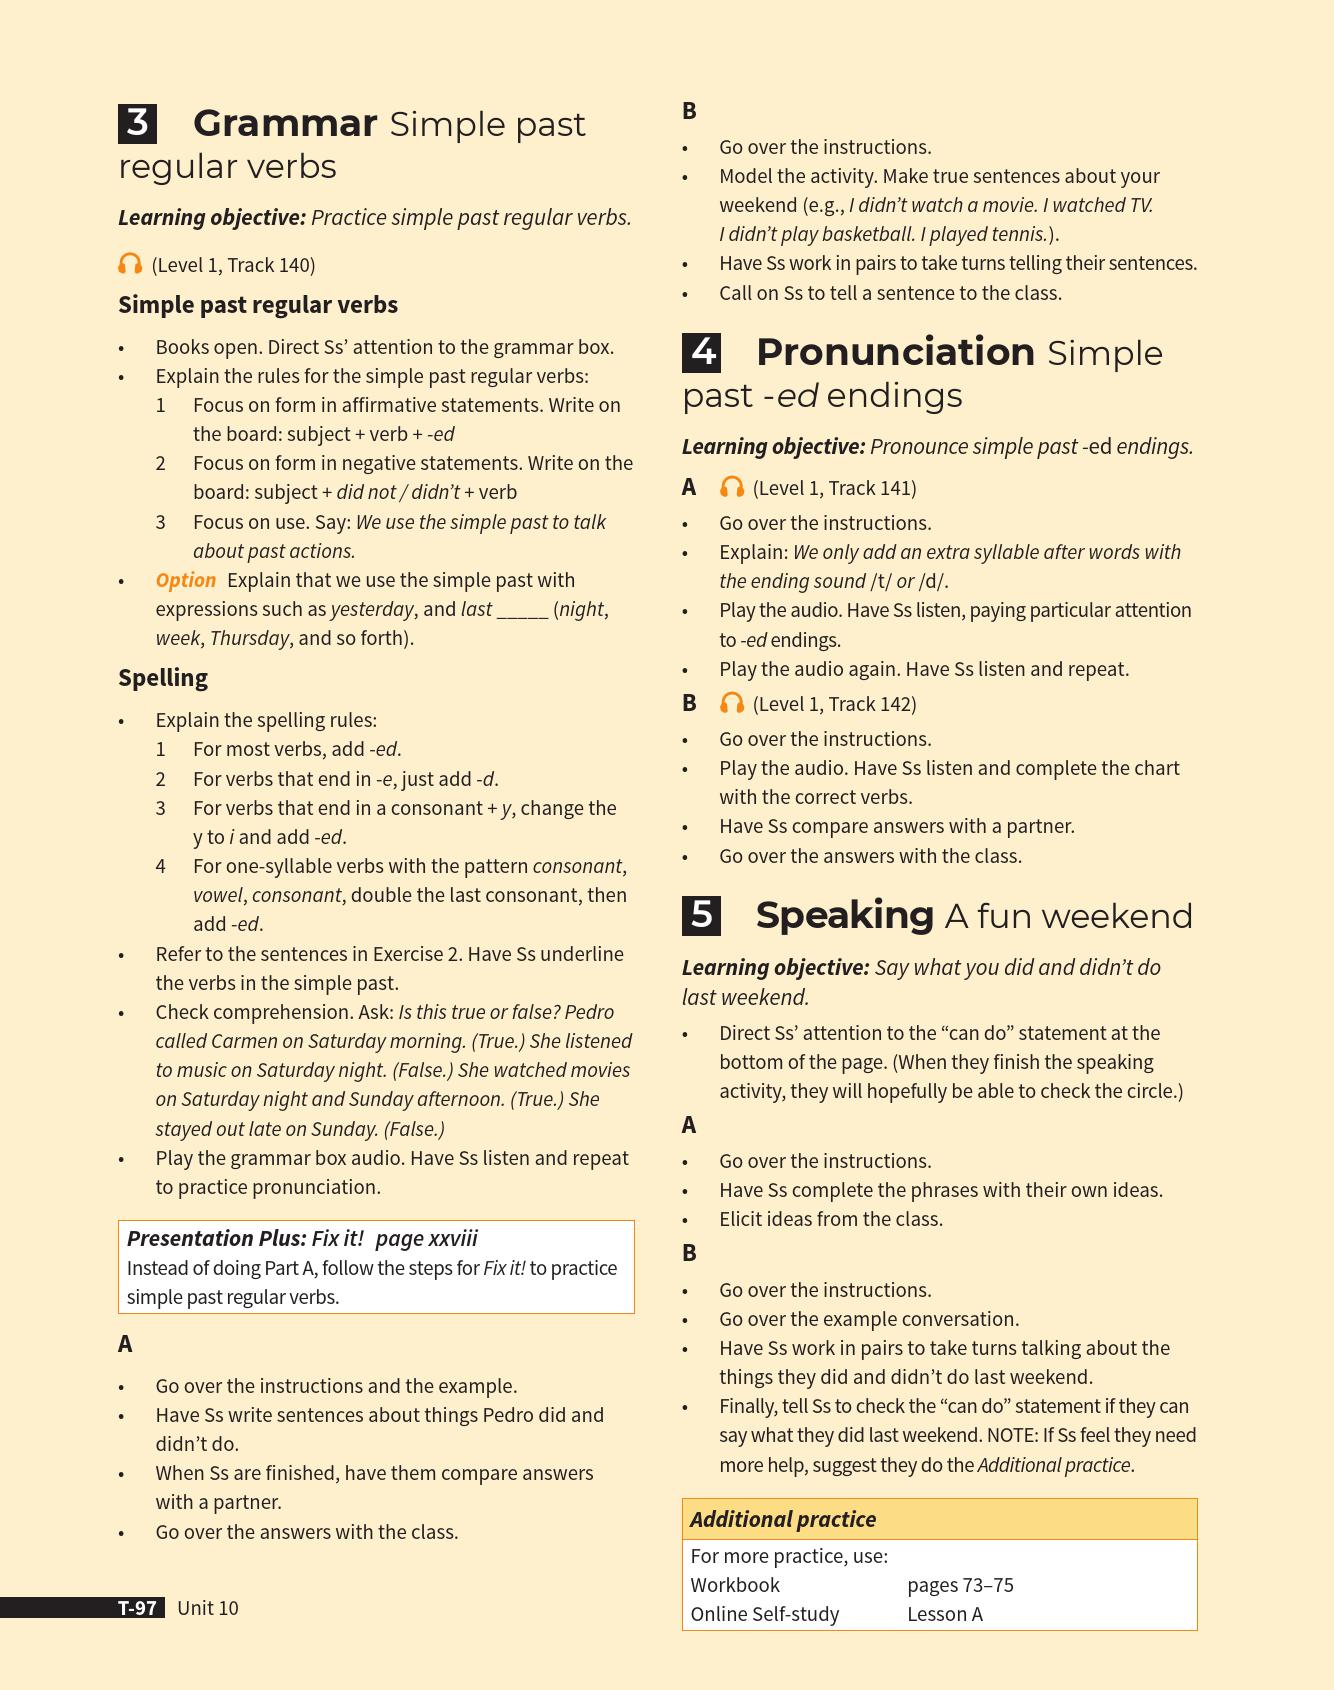 3 Grammar Simple past
regular verbs
Learning objective: Practice simple past regular verbs.
(Level 1, Track 140)
Simple past regular verbs
• Books open. Direct Ss’ attention to the grammar box.
• Explain the rules for the simple past regular verbs:
1 Focus on form in affirmative statements. Write on
the board: subject + verb + -ed
2 Focus on form in negative statements. Write on the
board: subject + did not / didn’t + verb
3 Focus on use. Say: We use the simple past to talk
about past actions.
• Option Explain that we use the simple past with
expressions such as yesterday, and last _____ (night,
week, Thursday, and so forth).
Spelling
• Explain the spelling rules:
1 For most verbs, add -ed.
2 For verbs that end in -e, just add -d.
3 For verbs that end in a consonant + y, change the
y to i and add -ed.
4 For one-syllable verbs with the pattern consonant,
vowel, consonant, double the last consonant, then
add -ed.
• Refer to the sentences in Exercise 2. Have Ss underline
the verbs in the simple past.
• Check comprehension. Ask: Is this true or false? Pedro
called Carmen on Saturday morning. (True.) She listened
to music on Saturday night. (False.) She watched movies
on Saturday night and Sunday afternoon. (True.) She
stayed out late on Sunday. (False.)
• Play the grammar box audio. Have Ss listen and repeat
to practice pronunciation.
Presentation Plus: Fix it! page xxviii
Instead of doing Part A, follow the steps for Fix it! to practice
simple past regular verbs.
A
• Go over the instructions and the example.
• Have Ss write sentences about things Pedro did and
didn’t do.
• When Ss are finished, have them compare answers
with a partner.
• Go over the answers with the class.
B
• Go over the instructions.
• Model the activity. Make true sentences about your
weekend (e.g., I didn’t watch a movie. I watched TV.
I didn’t play basketball. I played tennis.).
• Have Ss work in pairs to take turns telling their sentences.
• Call on Ss to tell a sentence to the class.
4 Pronunciation Simple
past -ed endings
Learning objective: Pronounce simple past -ed endings.
A (Level 1, Track 141)
• Go over the instructions.
• Explain: We only add an extra syllable after words with
the ending sound /t/ or /d/.
• Play the audio. Have Ss listen, paying particular attention
to -ed endings.
• Play the audio again. Have Ss listen and repeat.
B (Level 1, Track 142)
• Go over the instructions.
• Play the audio. Have Ss listen and complete the chart
with the correct verbs.
• Have Ss compare answers with a partner.
• Go over the answers with the class.
5 Speaking A fun weekend
Learning objective: Say what you did and didn’t do
last weekend.
• Direct Ss’ attention to the “can do” statement at the
bottom of the page. (When they finish the speaking
activity, they will hopefully be able to check the circle.)
A
• Go over the instructions.
• Have Ss complete the phrases with their own ideas.
• Elicit ideas from the class.
B
• Go over the instructions.
• Go over the example conversation.
• Have Ss work in pairs to take turns talking about the
things they did and didn’t do last weekend.
• Finally, tell Ss to check the “can do” statement if they can
say what they did last weekend. NOTE: If Ss feel they need
more help, suggest they do the Additional practice.
Additional practice
For more practice, use:
Workbook pages 73–75
Online Self-study Lesson A
T-97 Unit 10